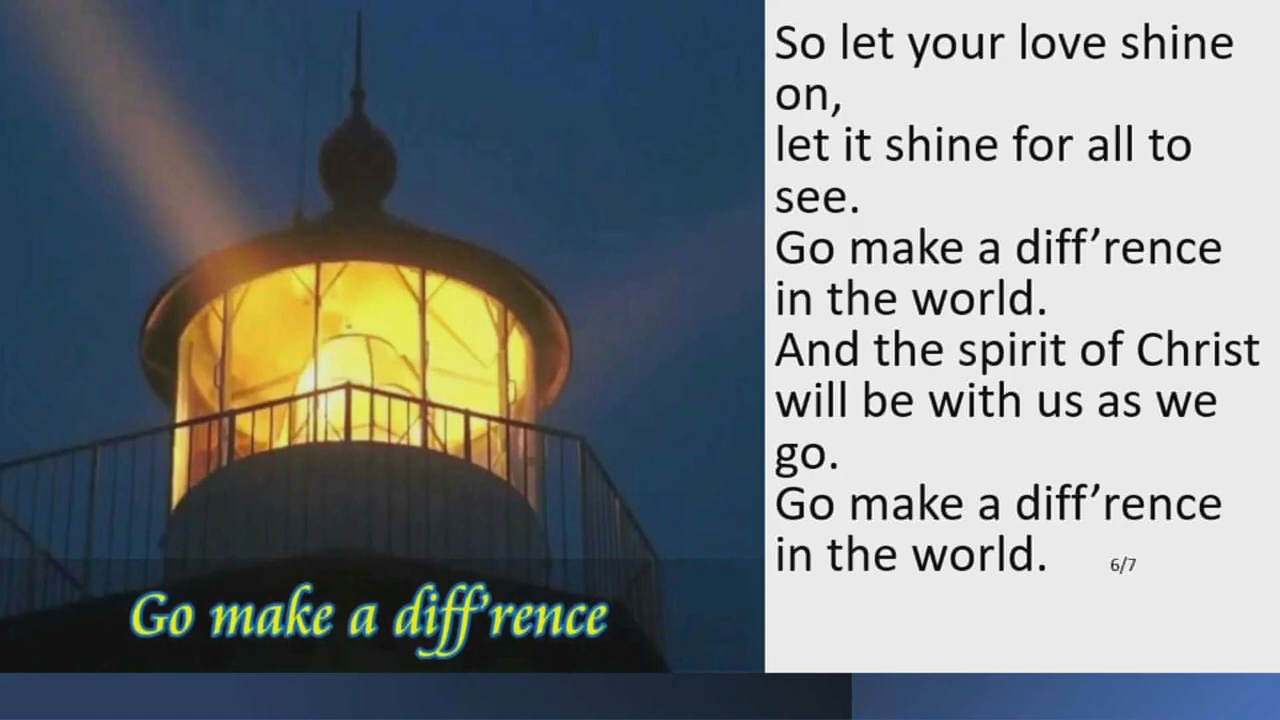 So let your love shine
on,
let it shine for all to
see.
Go make a diff’rence
in the world.
And the spirit of Christ
will be with us as we
go.
Go make a diff’rence
in the world.
6/7
Go make a diff’rence